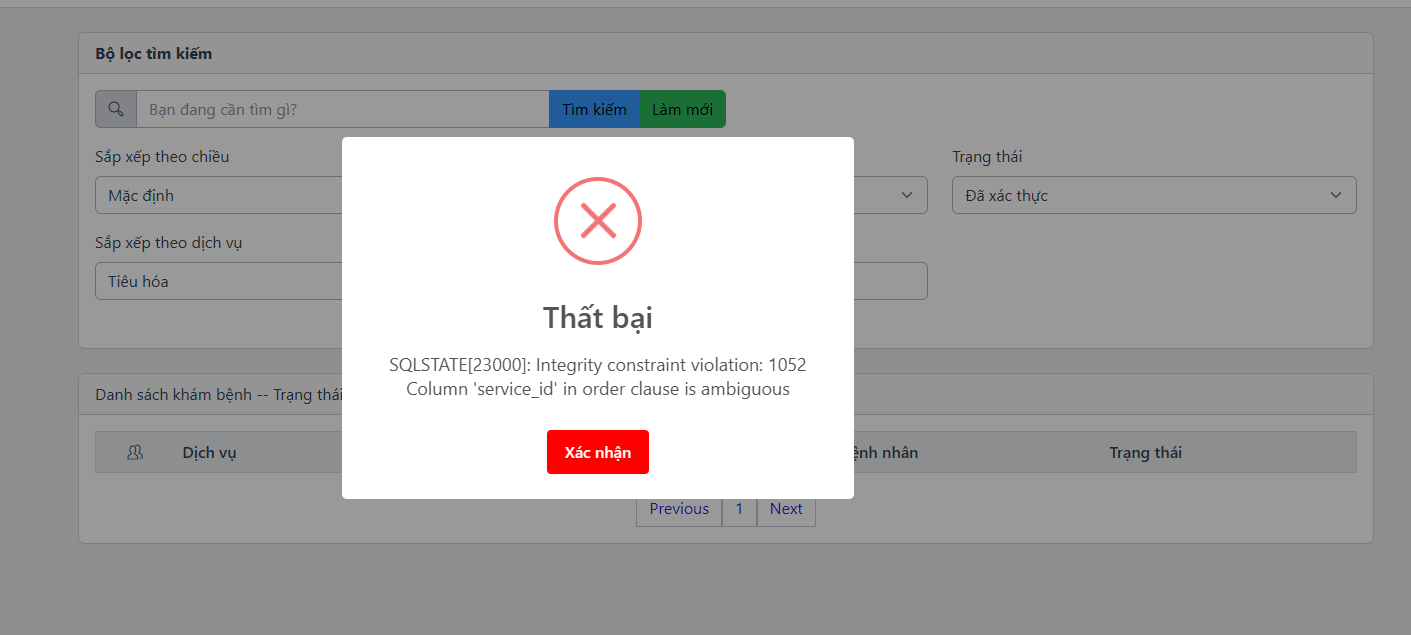 Bộ lọc tìm kiếm
Bạn đang cần tìm gì?
Tìm kiếm
Làm mới
Sắp xếp theo chiều
Trạng thái
Mặc định
Đã xác thực
Sắp xếp theo dịch vụ
Tiêu hóa
Thất bại
SQLSTATE[23000]: Integrity constraint violation: 1052
Column 'service_id' in order clause is ambiguous
Xác nhận
Danh sách khám bệnh -- Trạng thái
Dịch vụ
nhân
Trạng thái
Previous
1
Next